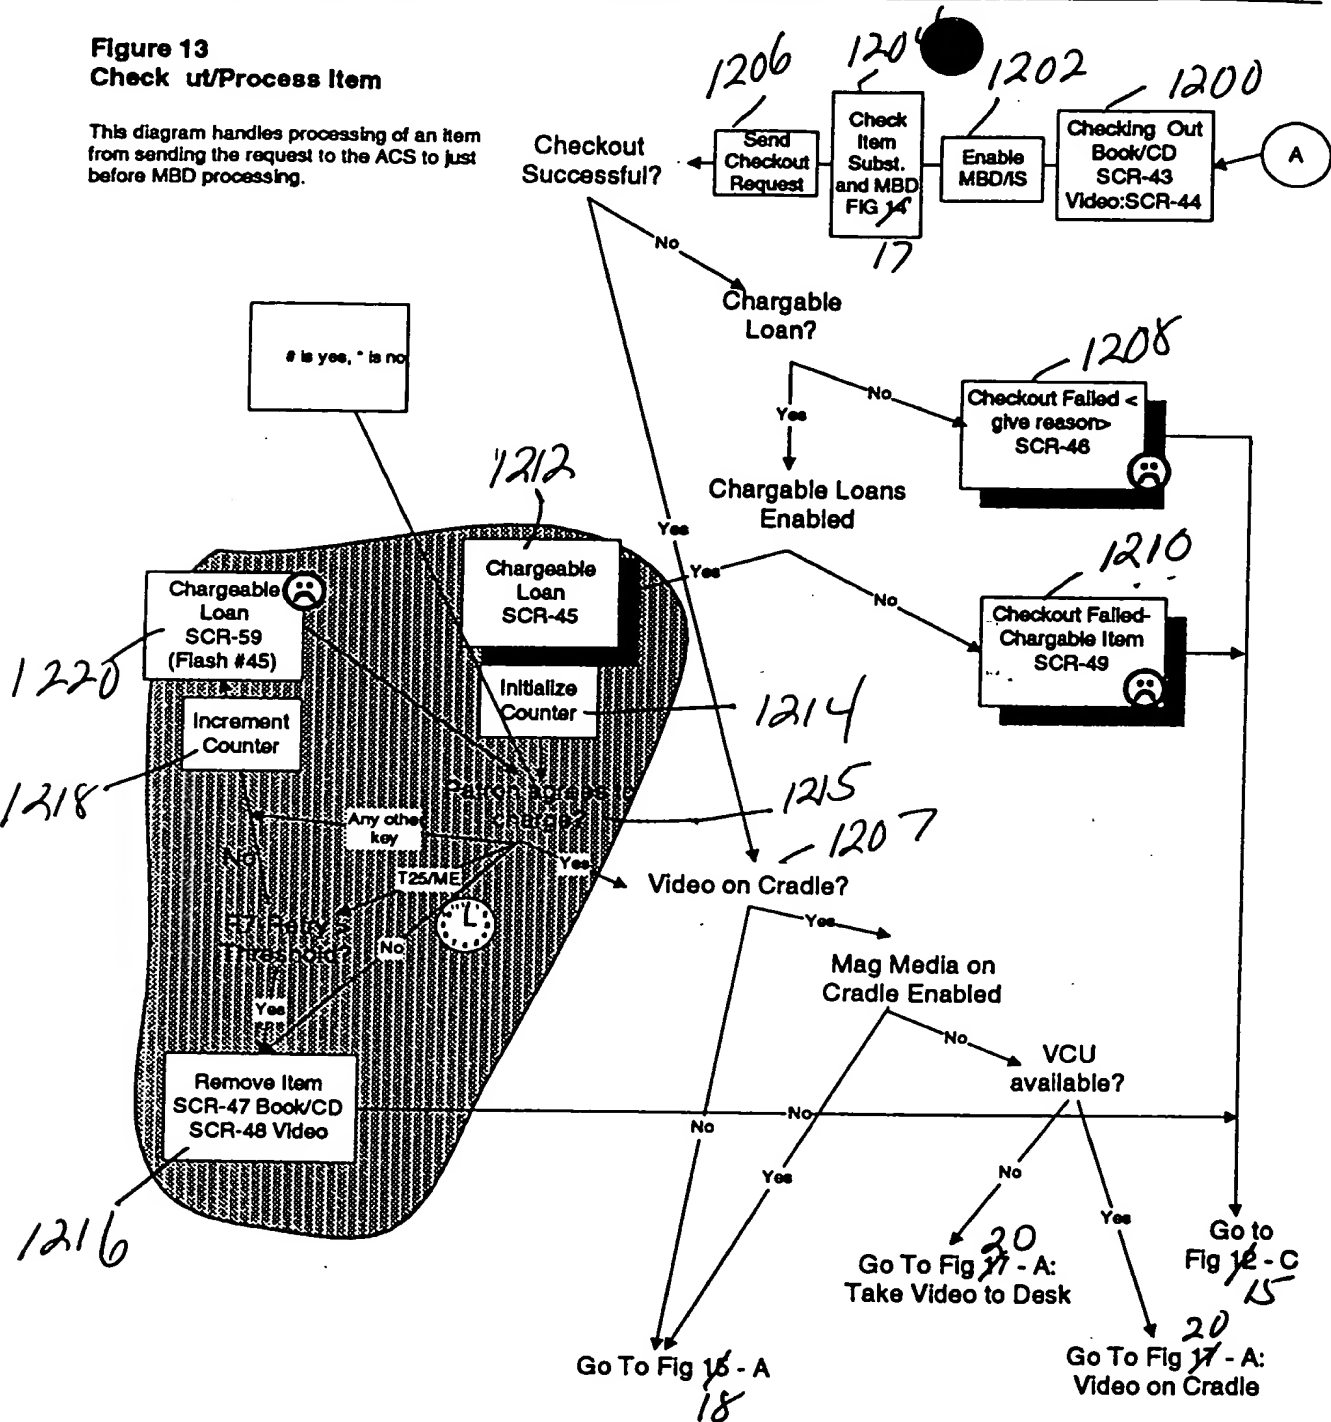 Figure 13
Check  ut/Process Item
This diagram handles processing of an item
from sending the request to the ACS to just
before MBD processing.
1206
1202
1200
Checkout
Successful?
Send
Checkout
Request
Check
Item
Subst.
and MBD
FIG 14
17
Enable
MBD/IS
Checking Out
Book/CD
SCR-43
Video:SCR-44
A
No
Chargable
Loan?
# is yes, * is no
Yes
No
1208
Checkout Failed <
give reason>
SCR-46
Chargable Loans
Enabled
1212
Yes
Yes
No
1210
Checkout Failed-
Chargable Item
SCR-49
Chargeable
Loan
SCR-45
Chargeable
Loan
SCR-59
(Flash #45)
1220
Initialize
Counter
1214
Increment
Counter
1218
Patron agrees to
charge?
1215
Any othe
key
No
Yes
T25/ME
1207
Video on Cradle?
Threshold?
No
Yes
Yes
Mag Media on
Cradle Enabled
No
VCU
available?
Remove Item
SCR-47 Book/CD
SCR-48 Video
1216
No
No
Yes
No
Yes
20
Go To Fig 17 - A:
Take Video to Desk
Go to
Fig 12 - C
15
20
Go To Fig 17 - A:
Video on Cradle
Go To Fig 15 - A
18